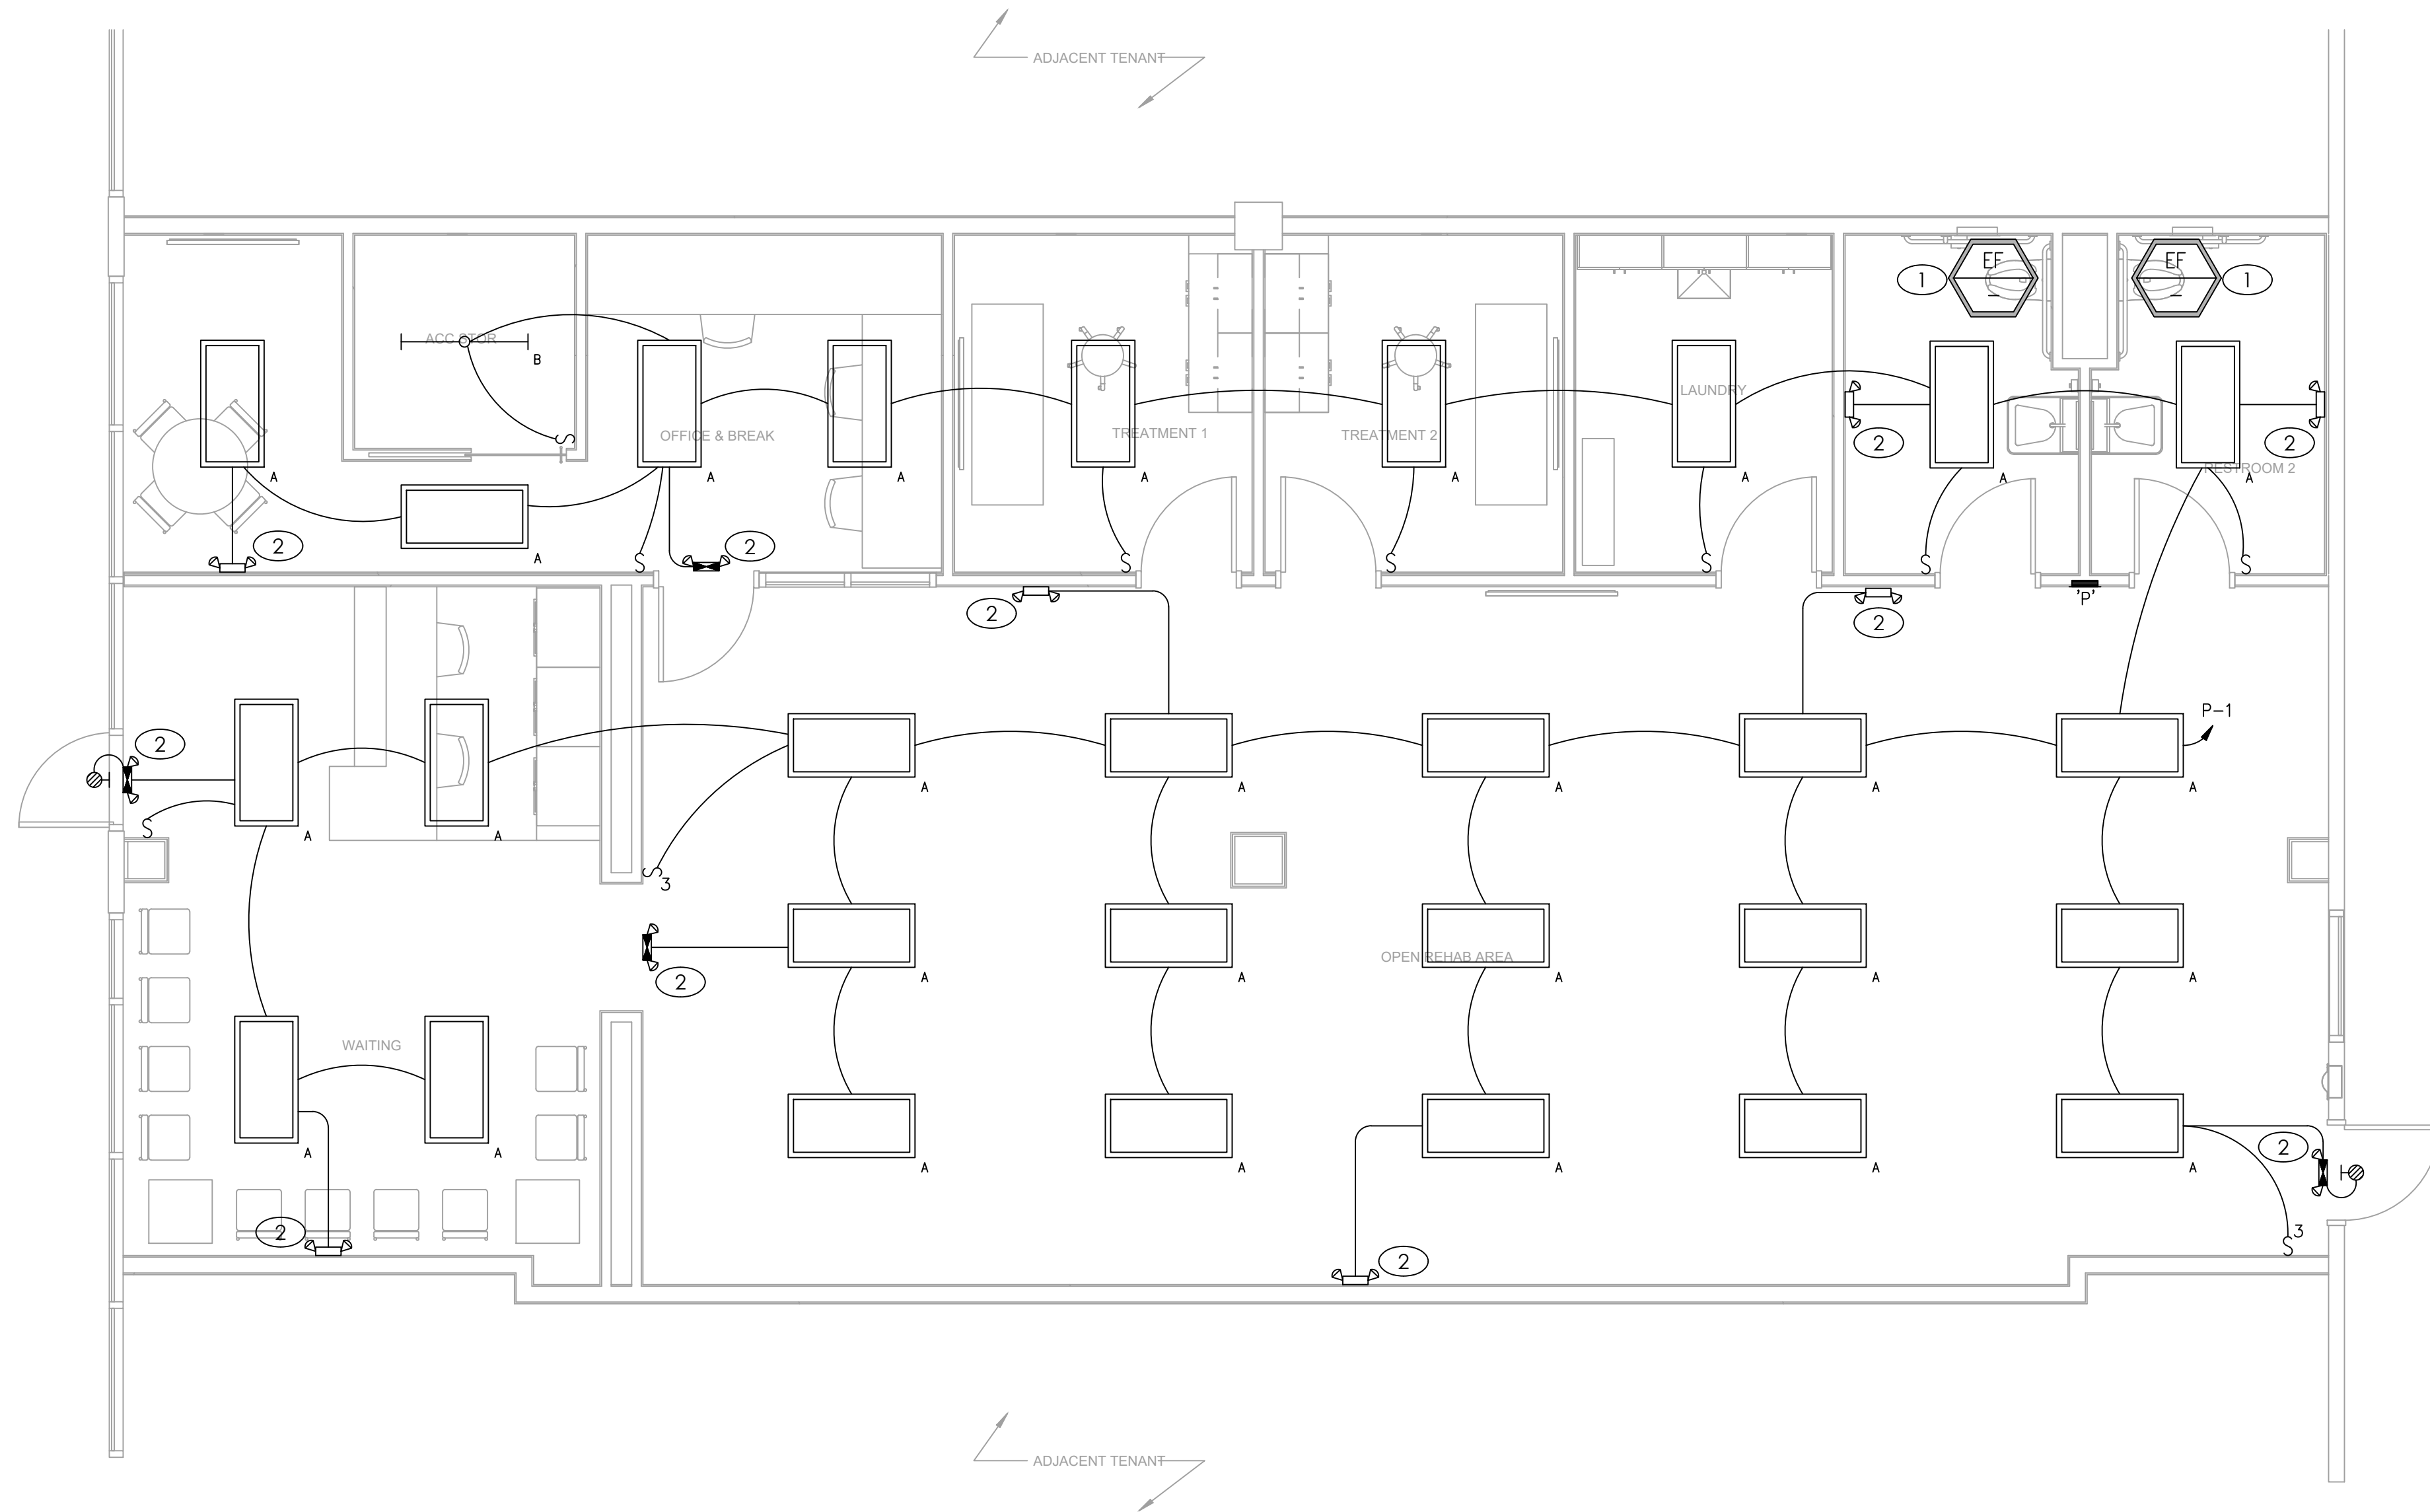 ADJACENT TENANT
EF
EF
1
1
ACC STOR
B
LAUNDRY
OFFICE & BREAK
TREATMENT 1
TREATMENT 2
2
2
RESTROOM 2
A
A
A
A
A
A
A
A
2
2
A
'P'
2
2
P-1
2
A
A
A
A
A
A
A
3
2
OPEN REHAB AREA
A
A
A
A
A
WAITING
2
A
A
A
A
A
A
A
2
3
2
ADJACENT TENANT